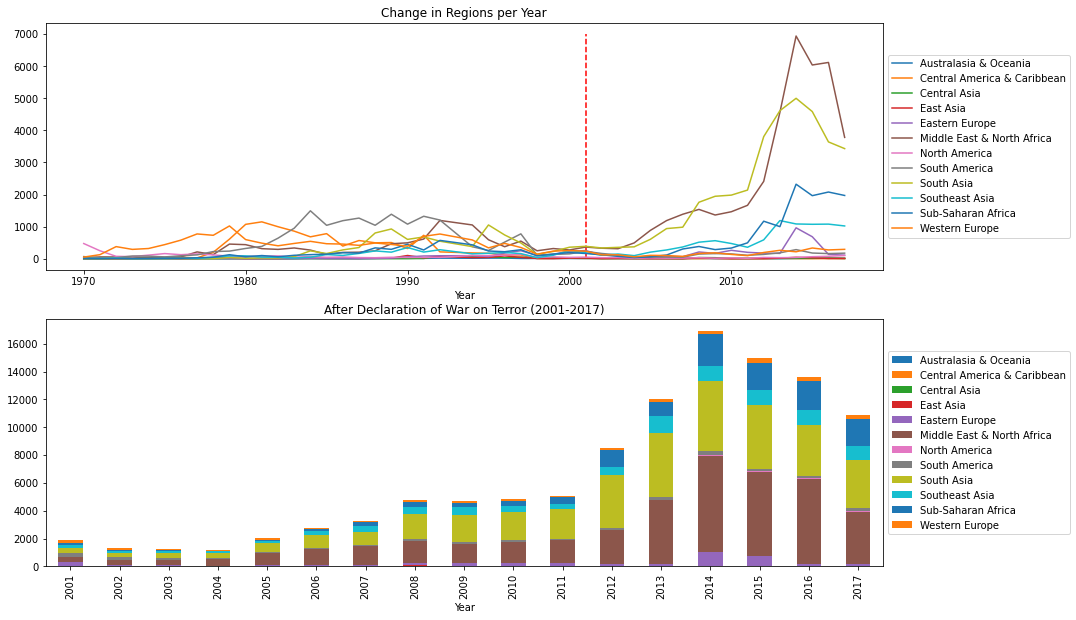 Change in Regions per Year
7000
6000
5000
4000
3000
2000
1000
0
1970
1980
1990
2000
2010
Year
Australasia & Oceania
Central America & Caribbean
Central Asia
East Asia
Eastern Europe
Middle East & North Africa
North America
South America
South Asia
Southeast Asia
Sub-Saharan Africa
Western Europe
After Declaration of War on Terror (2001-2017)
16000
14000
12000
10000
8000
6000
4000
2000
0
2001
2002
2003
2004
2005
2006
2007
2008
2009
2010
2011
2012
2013
2014
2015
2016
2017
Year
Australasia & Oceania
Central America & Caribbean
Central Asia
East Asia
Eastern Europe
Middle East & North Africa
North America
South America
South Asia
Southeast Asia
Sub-Saharan Africa
Western Europe